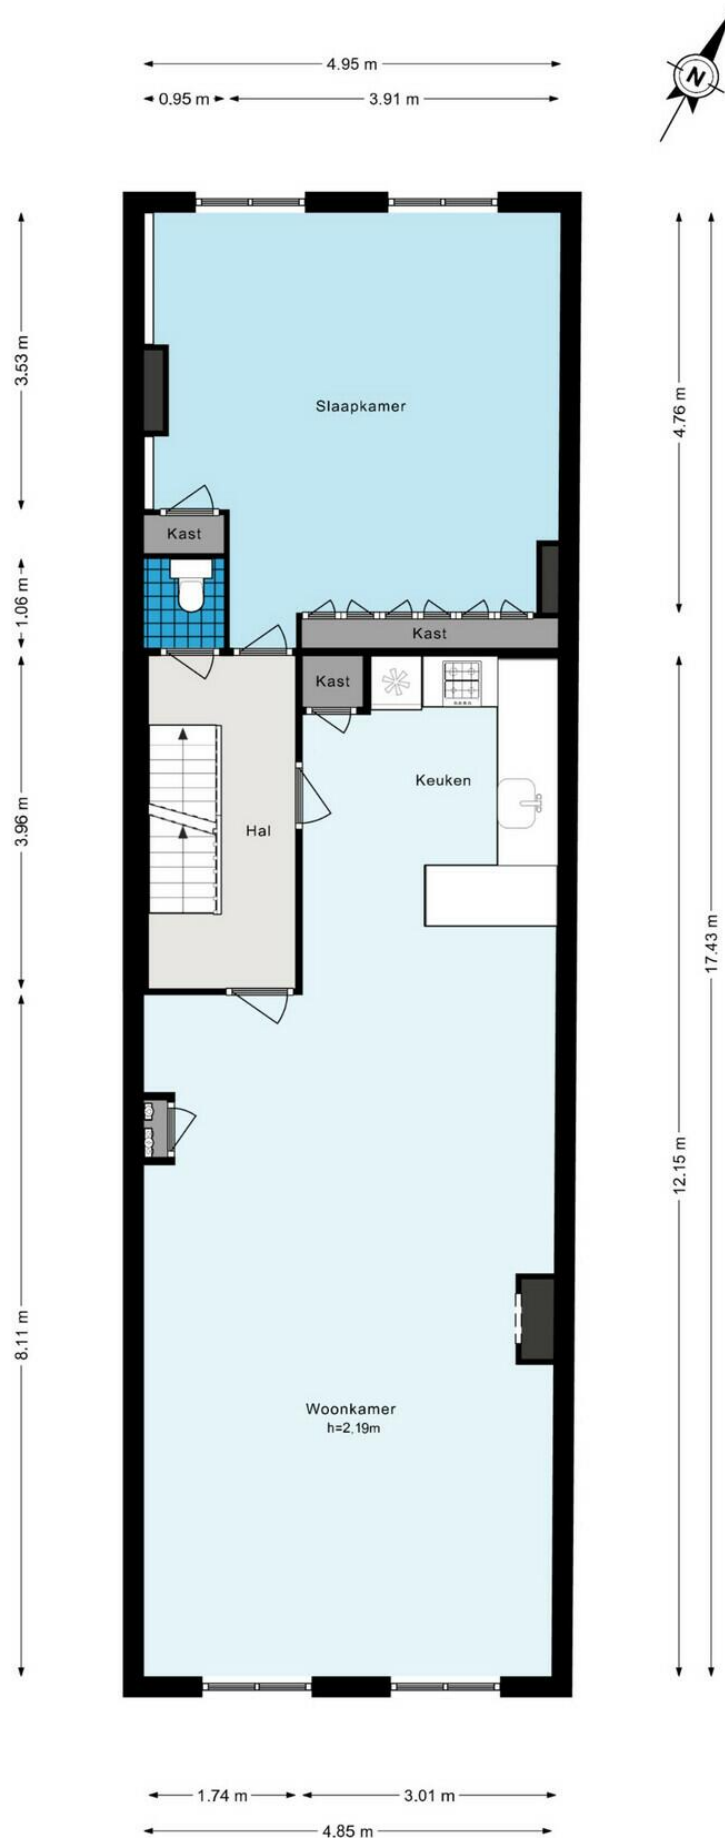 4.95 m
0.95 m
3.91 m
N
3.53 m
4.76 m
Slaapkamer
Kast
1.06 m
Kast
Kast
Keuken
Hal
3.96 m
17.43 m
12.15 m
8.11 m
Woonkamer
h=2,19m
1.74 m
3.01 m
4.85 m